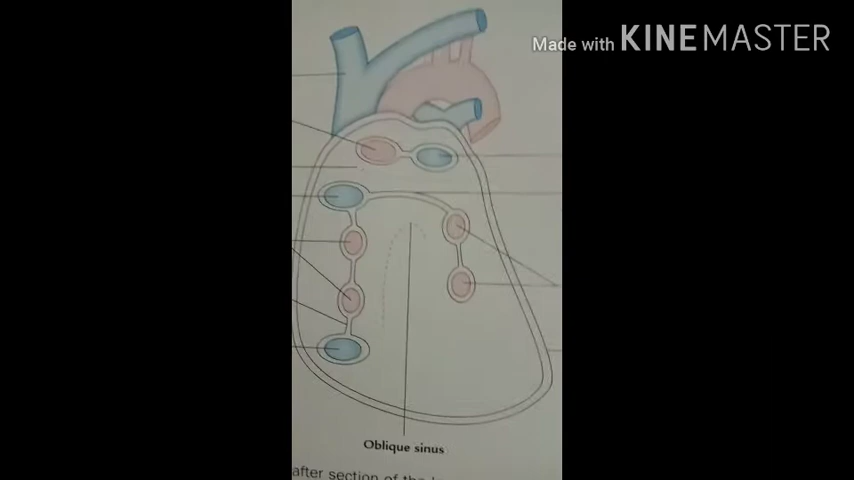 Made with KINEMASTER
Oblique sinus
after section of the